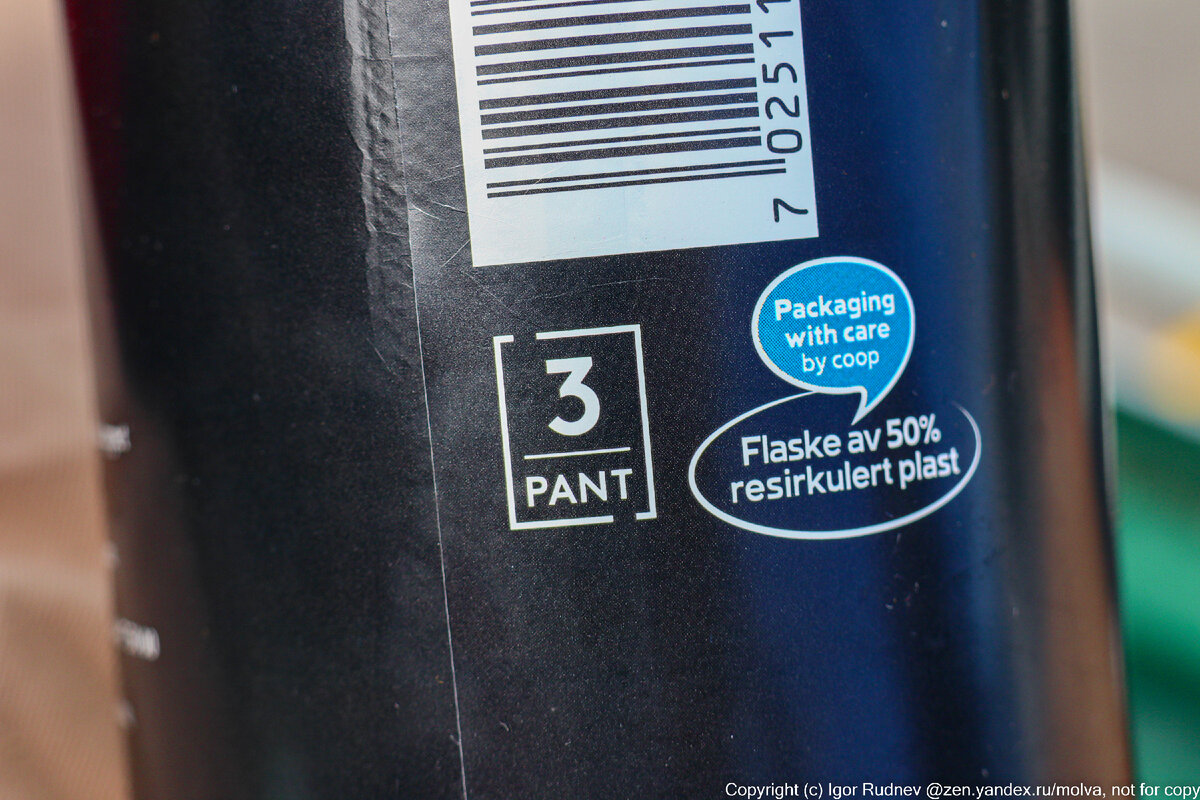 7 02511
Packaging
with care
by coop
3
PANT
Flaske av 50%
resirkulert plast
Copyright (c) Igor Rudnev @zen.yandex.ru/molva, not for copy